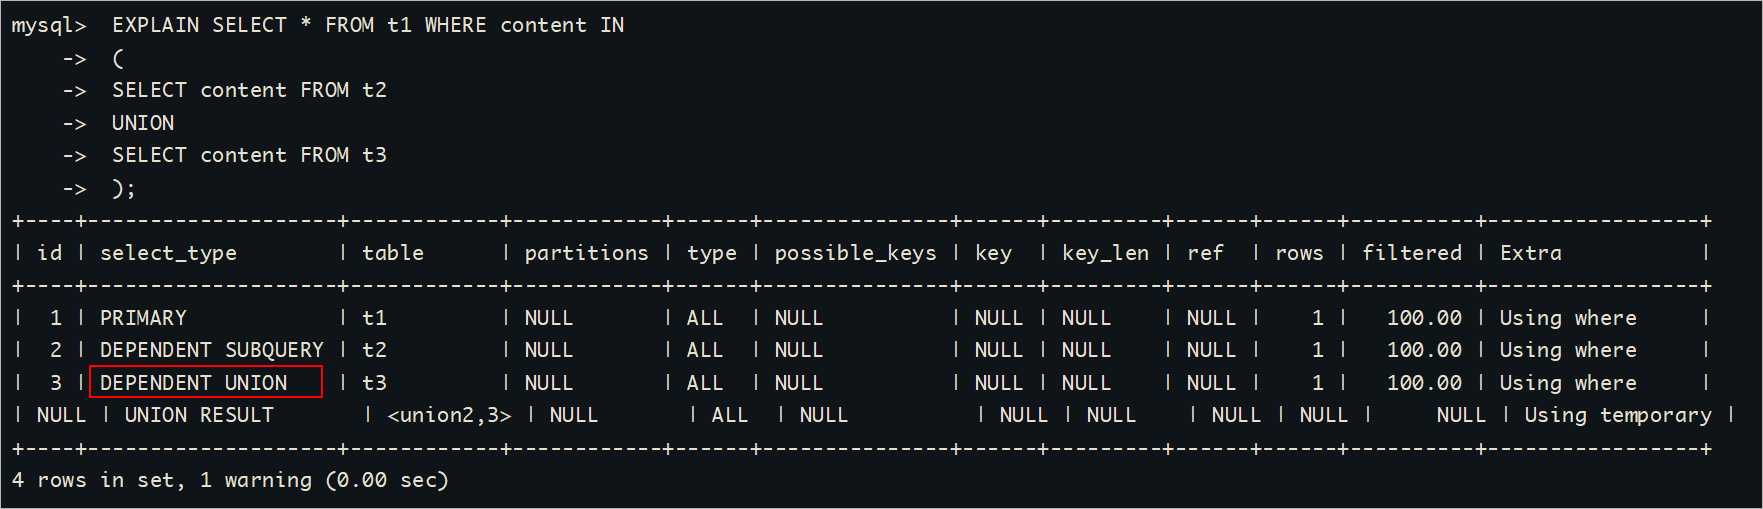 mysql>  EXPLAIN SELECT * FROM t1 WHERE content IN
    ->  (
    ->  SELECT content FROM t2
    ->  UNION
    ->  SELECT content FROM t3
    ->  );
+----+--------------------+------------+------------+------+---------------+------+---------+------+------+----------+-----------------+
| id | select_type        | table      | partitions | type | possible_keys | key  | key_len | ref  | rows | filtered | Extra           |
+----+--------------------+------------+------------+------+---------------+------+---------+------+------+----------+-----------------+
|  1 | PRIMARY            | t1         | NULL       | ALL  | NULL          | NULL | NULL    | NULL |    1 |   100.00 | Using where     |
|  2 | DEPENDENT SUBQUERY | t2         | NULL       | ALL  | NULL          | NULL | NULL    | NULL |    1 |   100.00 | Using where     |
|  3 | DEPENDENT UNION    | t3         | NULL       | ALL  | NULL          | NULL | NULL    | NULL |    1 |   100.00 | Using where     |
| NULL | UNION RESULT       | <union2,3> | NULL       | ALL  | NULL          | NULL | NULL    | NULL | NULL |     NULL | Using temporary |
+----+--------------------+------------+------------+------+---------------+------+---------+------+------+----------+-----------------+
4 rows in set, 1 warning (0.00 sec)